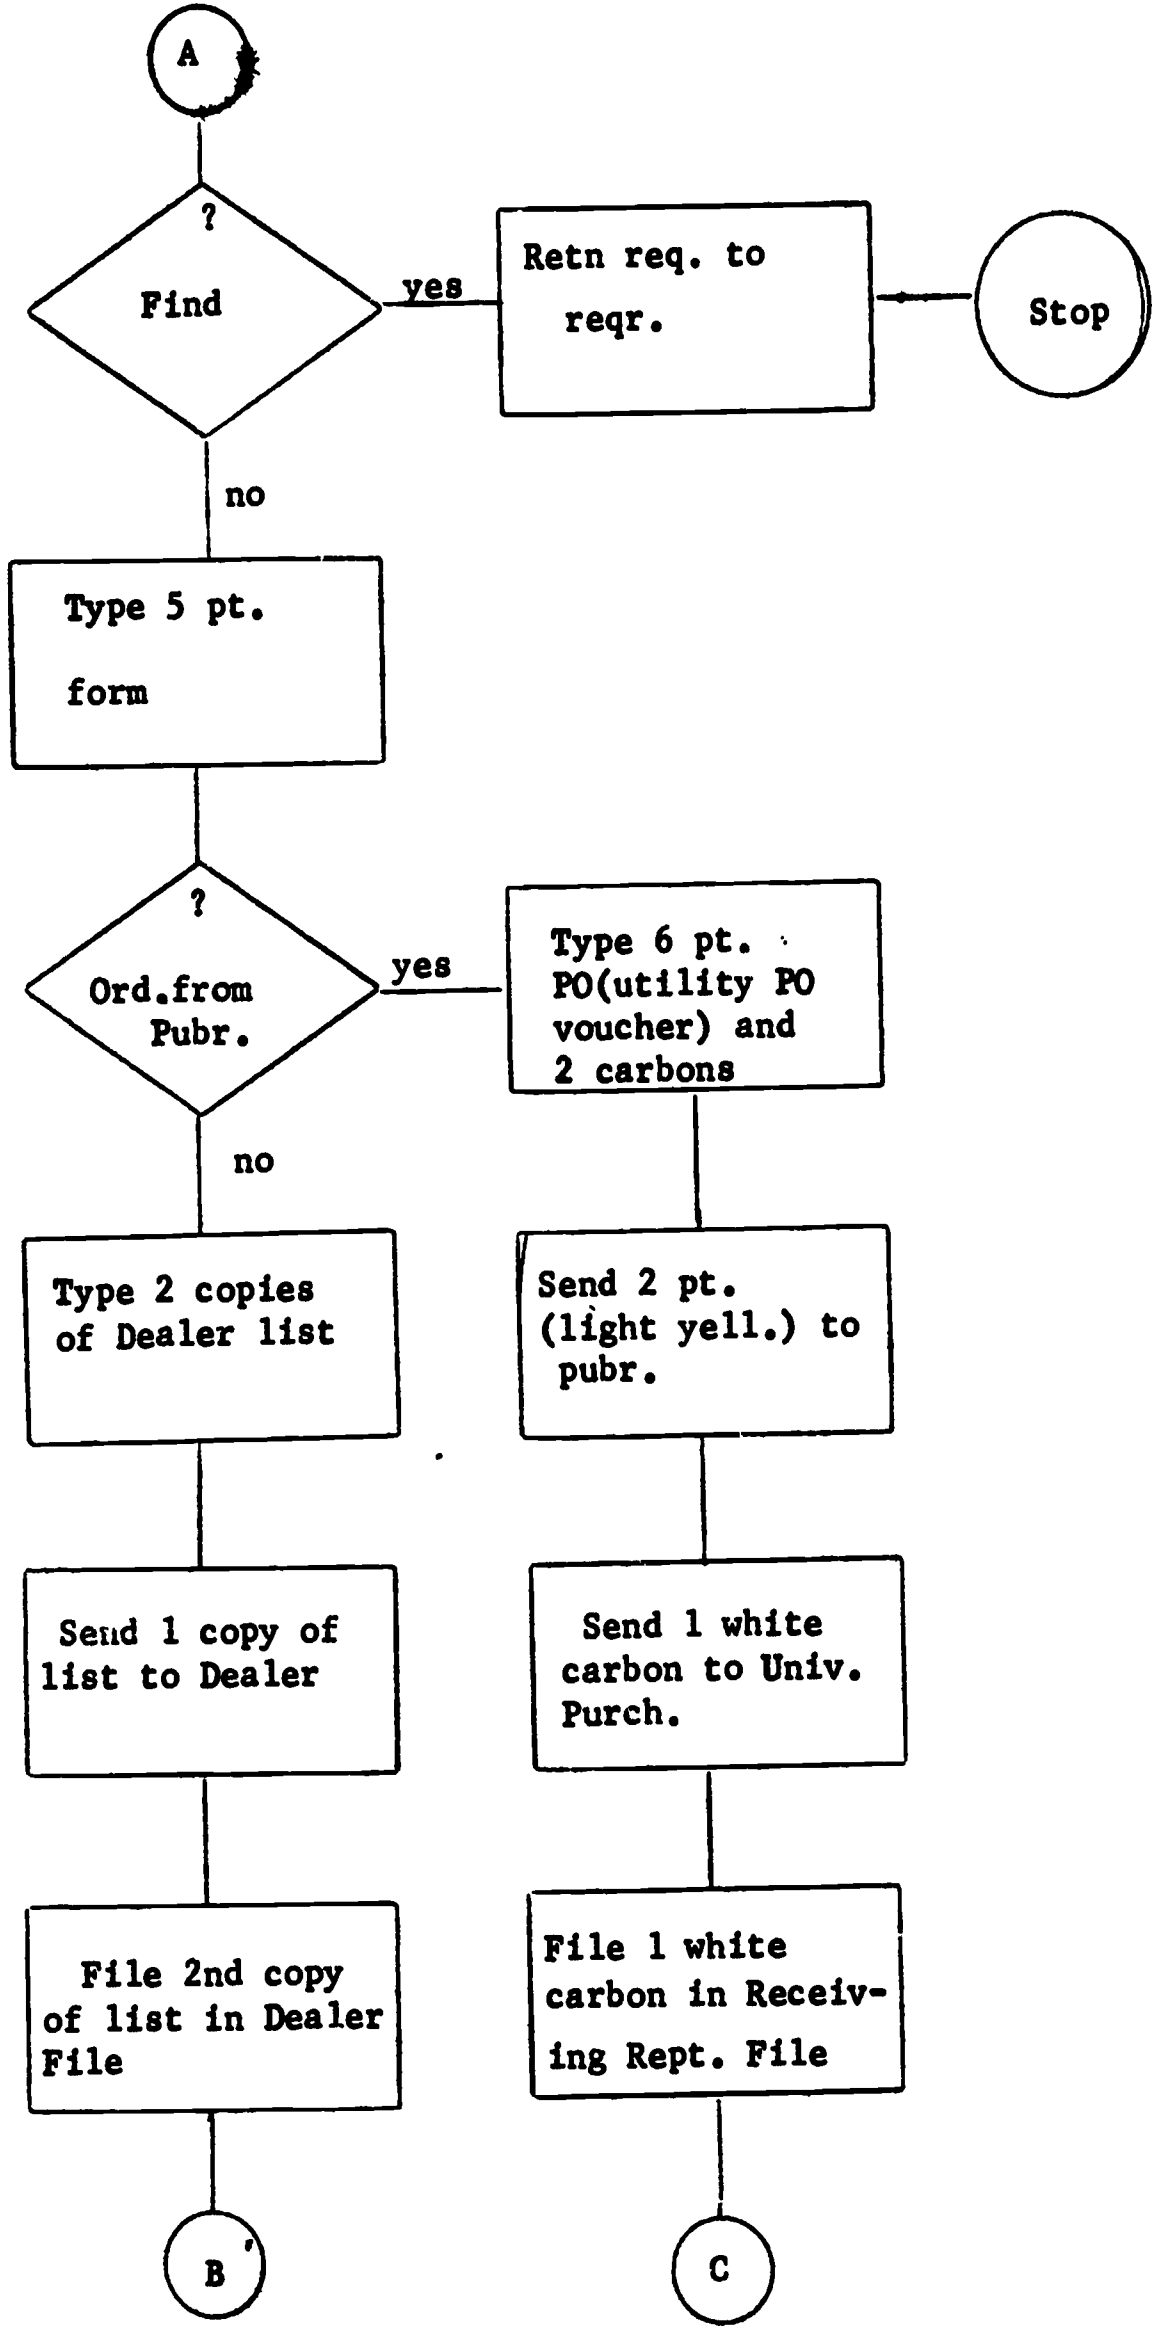 A
?
Find
yes
Retn req. to
reqr.
Stop
no
Type 5 pt.
form
?
Ord.from
Pubr.
yes
Type 6 pt.
PO(utility PO
voucher) and
2 carbons
no
Type 2 copies
of Dealer list
Send 2 pt.
(light yell.) to
pubr.
Send 1 copy of
list to Dealer
Send 1 white
carbon to Univ.
Purch.
File 2nd copy
of list in Dealer
File
File 1 white
carbon in Receiv-
ing Rept. File
B
C